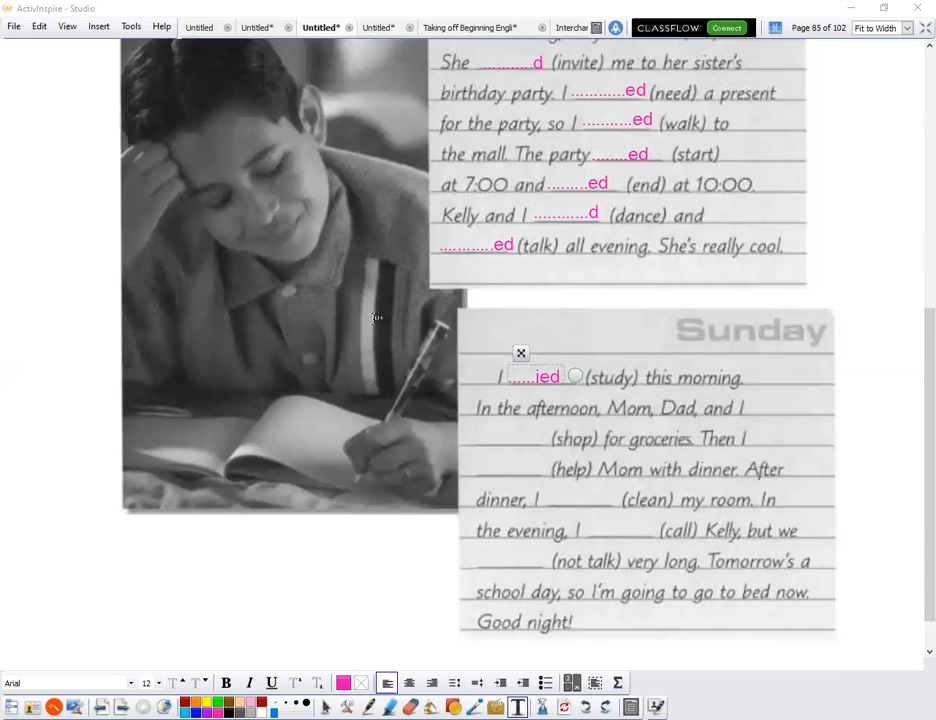 ActivInspire - Studio
File Edit View Insert Tools Help Untitled Untitled* Untitled* Untitled* Taking off Beginning Engli* Interchar CLASSFLOW Connect Page 85 of 102 Fit to Width
She ...........d (invite) me to her sister's
birthday party. I ............ed (need) a present
for the party, so I ...........ed (walk) to
the mall. The party ........ed (start)
at 7:00 and .........ed (end) at 10:00.
Kelly and I .............d (dance) and
............ed (talk) all evening. She's really cool.
Sunday
I ......ied (study) this morning.
In the afternoon, Mom, Dad, and I
_______ (shop) for groceries. Then I
_______ (help) Mom with dinner. After
dinner, I _______ (clean) my room. In
the evening, I _______ (call) Kelly, but we
_______ (not talk) very long. Tomorrow's a
school day, so I'm going to go to bed now.
Good night!
Arial 12 B I U